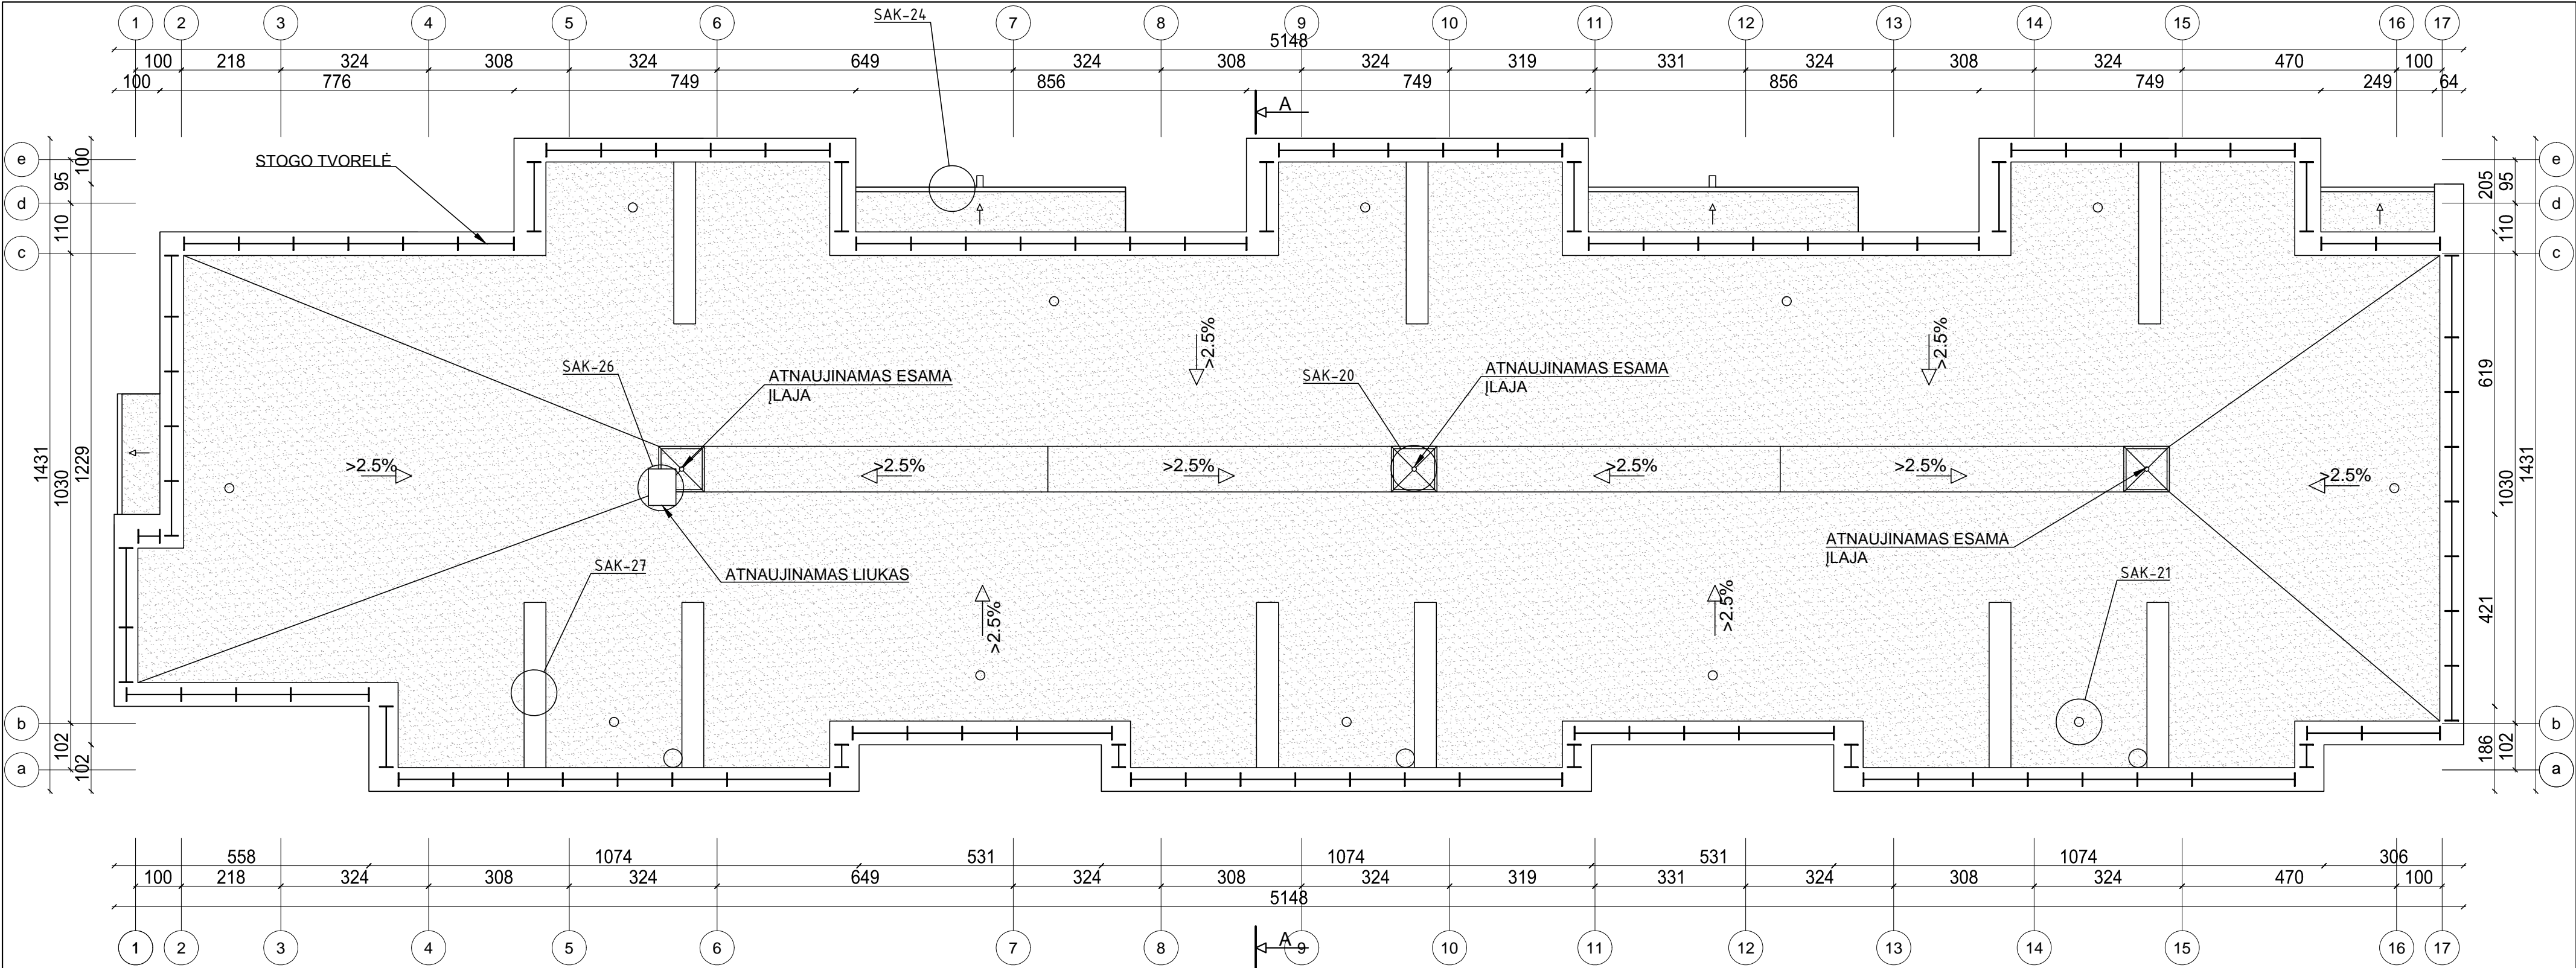 1 2 3 4 5 6 7 8 9 10 11 12 13 14 15 16 17
SAK-24
5148
100 218 324 308 324 649 324 308 324 319 331 324 308 324 470 100
100 776 749 856 749 856 749 249 64
A
e
d
c
b
a
1431
95
110
1030
102
100
1229
102
STOGO TVORELĖ
SAK-26
ATNAUJINAMAS ESAMA
ĮLAJA
SAK-20
ATNAUJINAMAS ESAMA
ĮLAJA
>2.5%
>2.5%
>2.5%
>2.5%
>2.5%
>2.5%
>2.5%
>2.5%
ATNAUJINAMAS ESAMA
ĮLAJA
SAK-27
ATNAUJINAMAS LIUKAS
SAK-21
>2.5%
>2.5%
e
d
c
b
a
205
619
421
186
95
110
1030
102
1431
558 1074 531 1074 531 1074 306
100 218 324 308 324 649 324 308 324 319 331 324 308 324 470 100
5148
A
1 2 3 4 5 6 7 8 9 10 11 12 13 14 15 16 17